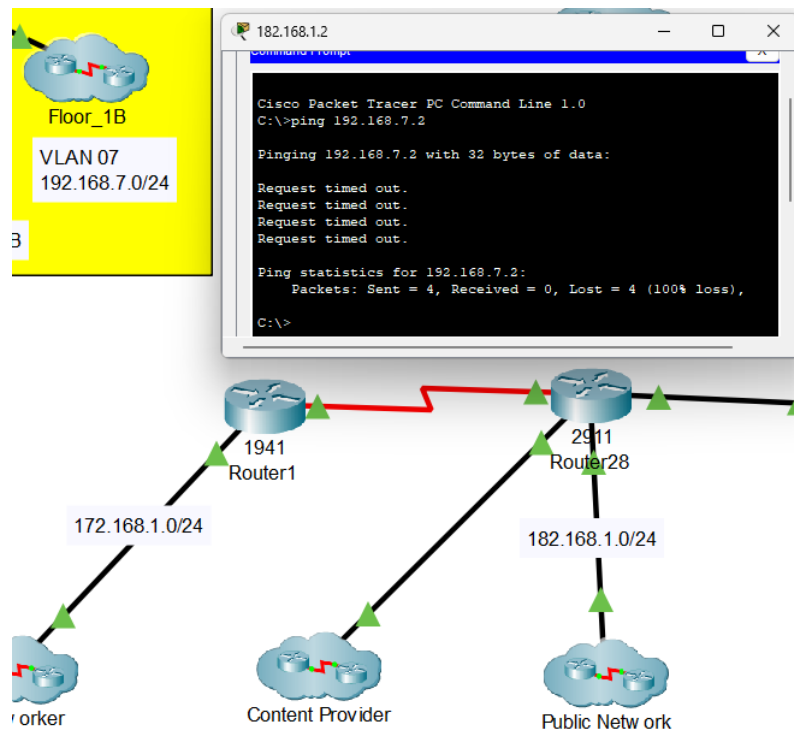 182.168.1.2
Command Prompt
X
Cisco Packet Tracer PC Command Line 1.0
C:\>ping 192.168.7.2
Pinging 192.168.7.2 with 32 bytes of data:
Request timed out.
Request timed out.
Request timed out.
Request timed out.
Ping statistics for 192.168.7.2:
Packets: Sent = 4, Received = 0, Lost = 4 (100% loss),
C:\>
Floor_1B
VLAN 07
192.168.7.0/24
B
1941
Router1
2911
Router28
172.168.1.0/24
182.168.1.0/24
orker
Content Provider
Public Netw ork